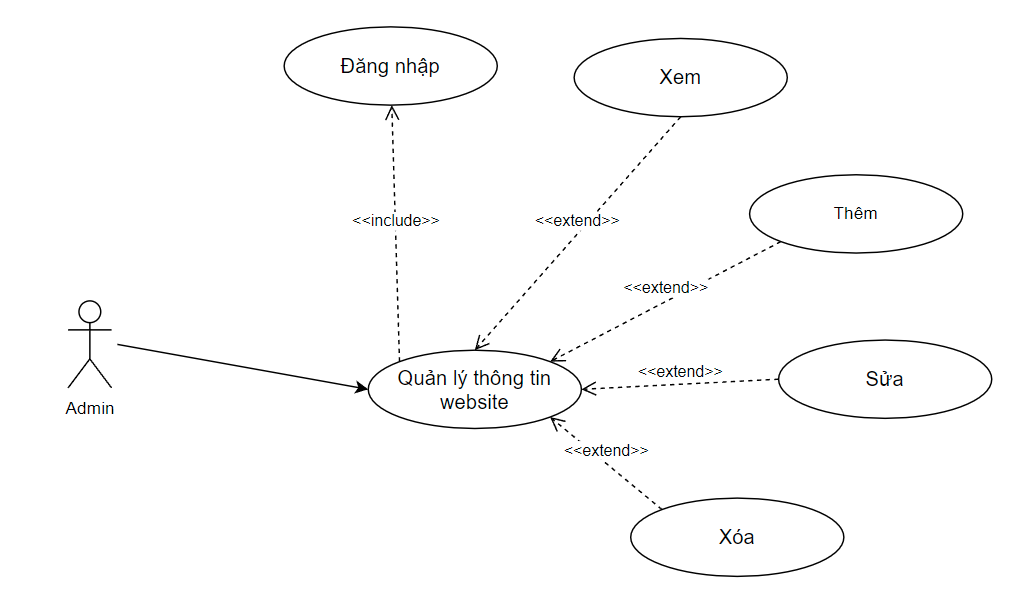 Đăng nhập
Xem
<<include>>
<<extend>>
Thêm
<<extend>>
Admin
Quản lý thông tin
website
<<extend>>
Sửa
<<extend>>
Xóa